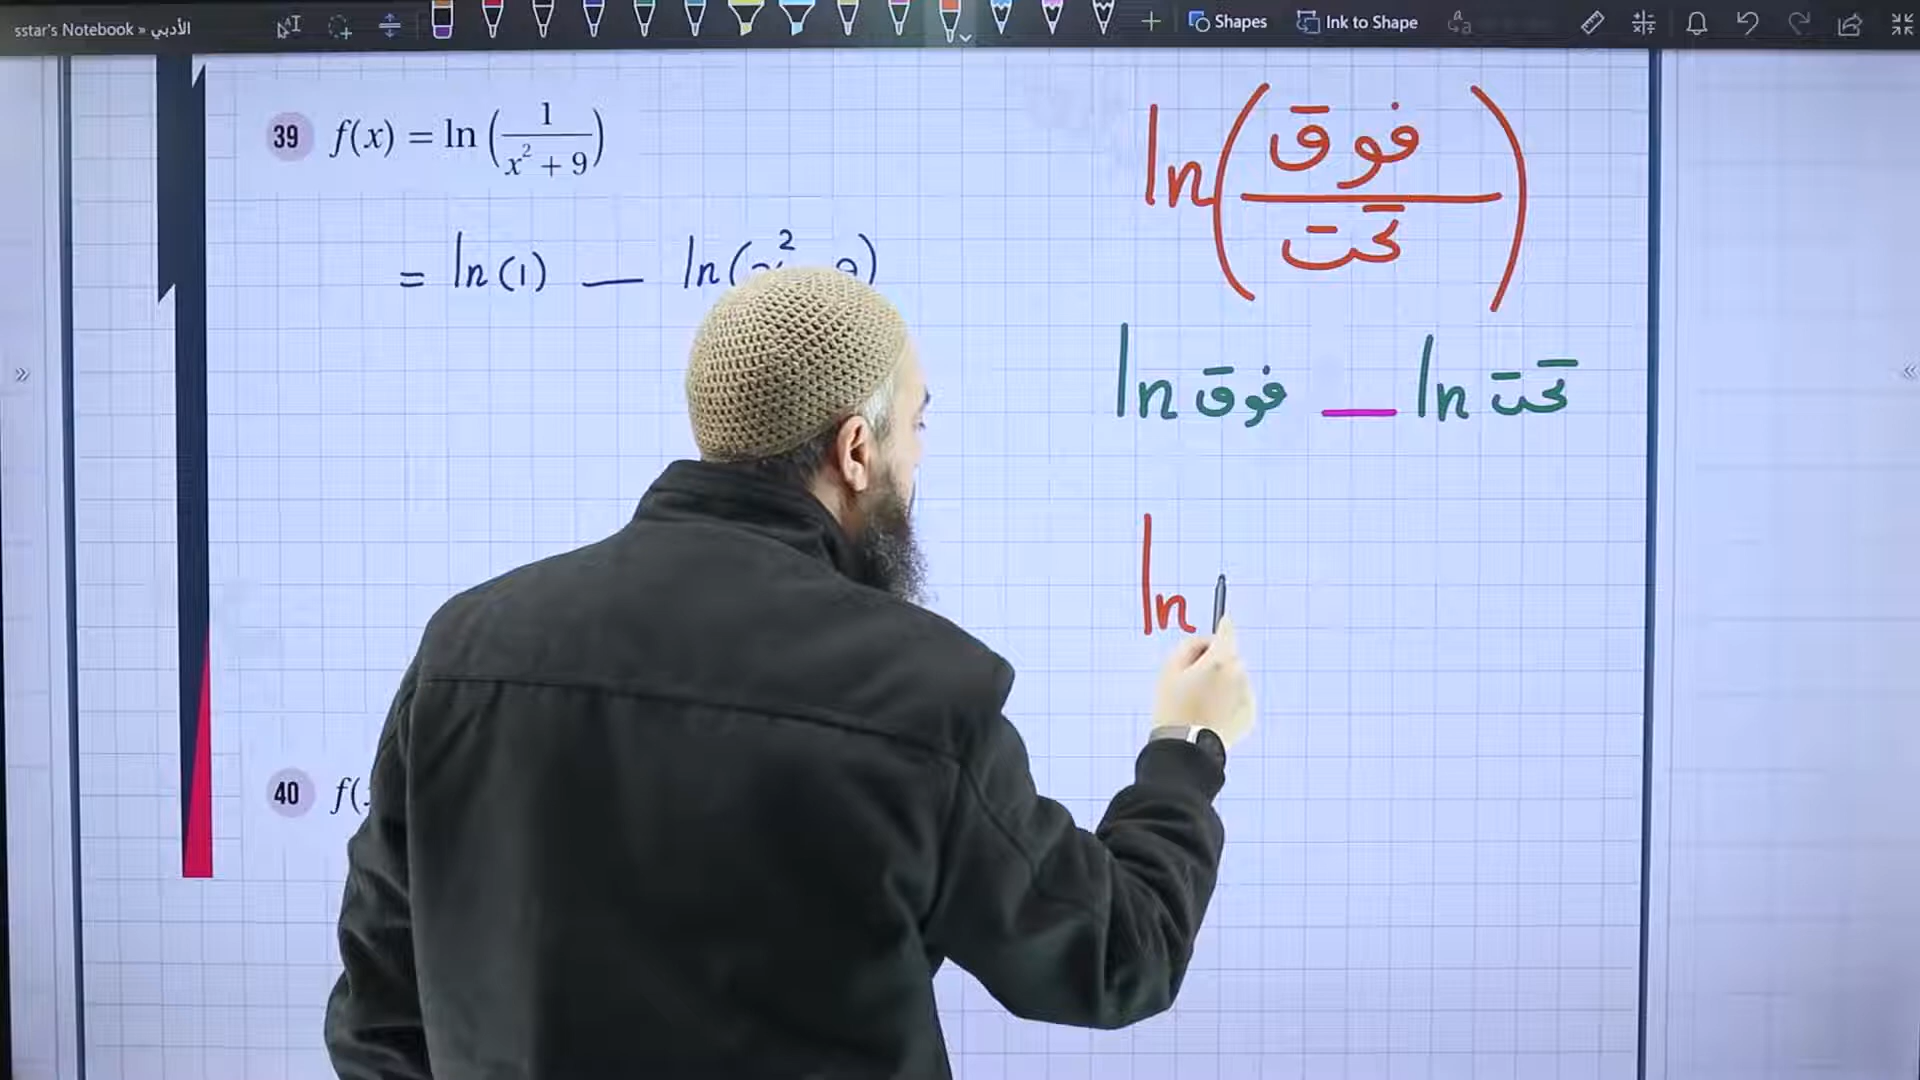 sstar's Notebook » الأدبي
Shapes
Ink to Shape
39 f(x) = ln (1 / x² + 9)
= ln (1) — ln (
ln (فوق / تحت)
ln فوق — ln تحت
ln
40 f(